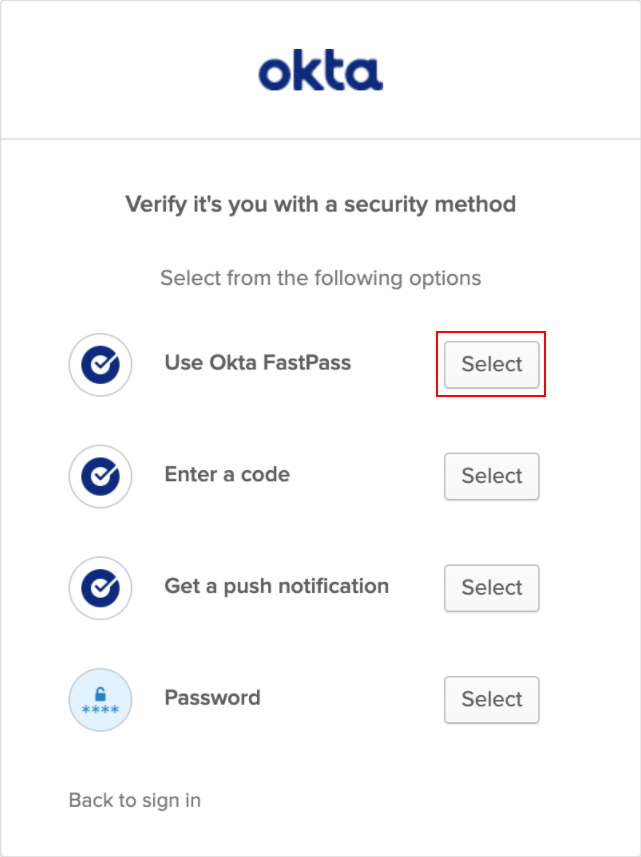 okta
Verify it's you with a security method
Select from the following options
Use Okta FastPass
Select
Enter a code
Select
Get a push notification
Select
****
Password
Select
Back to sign in